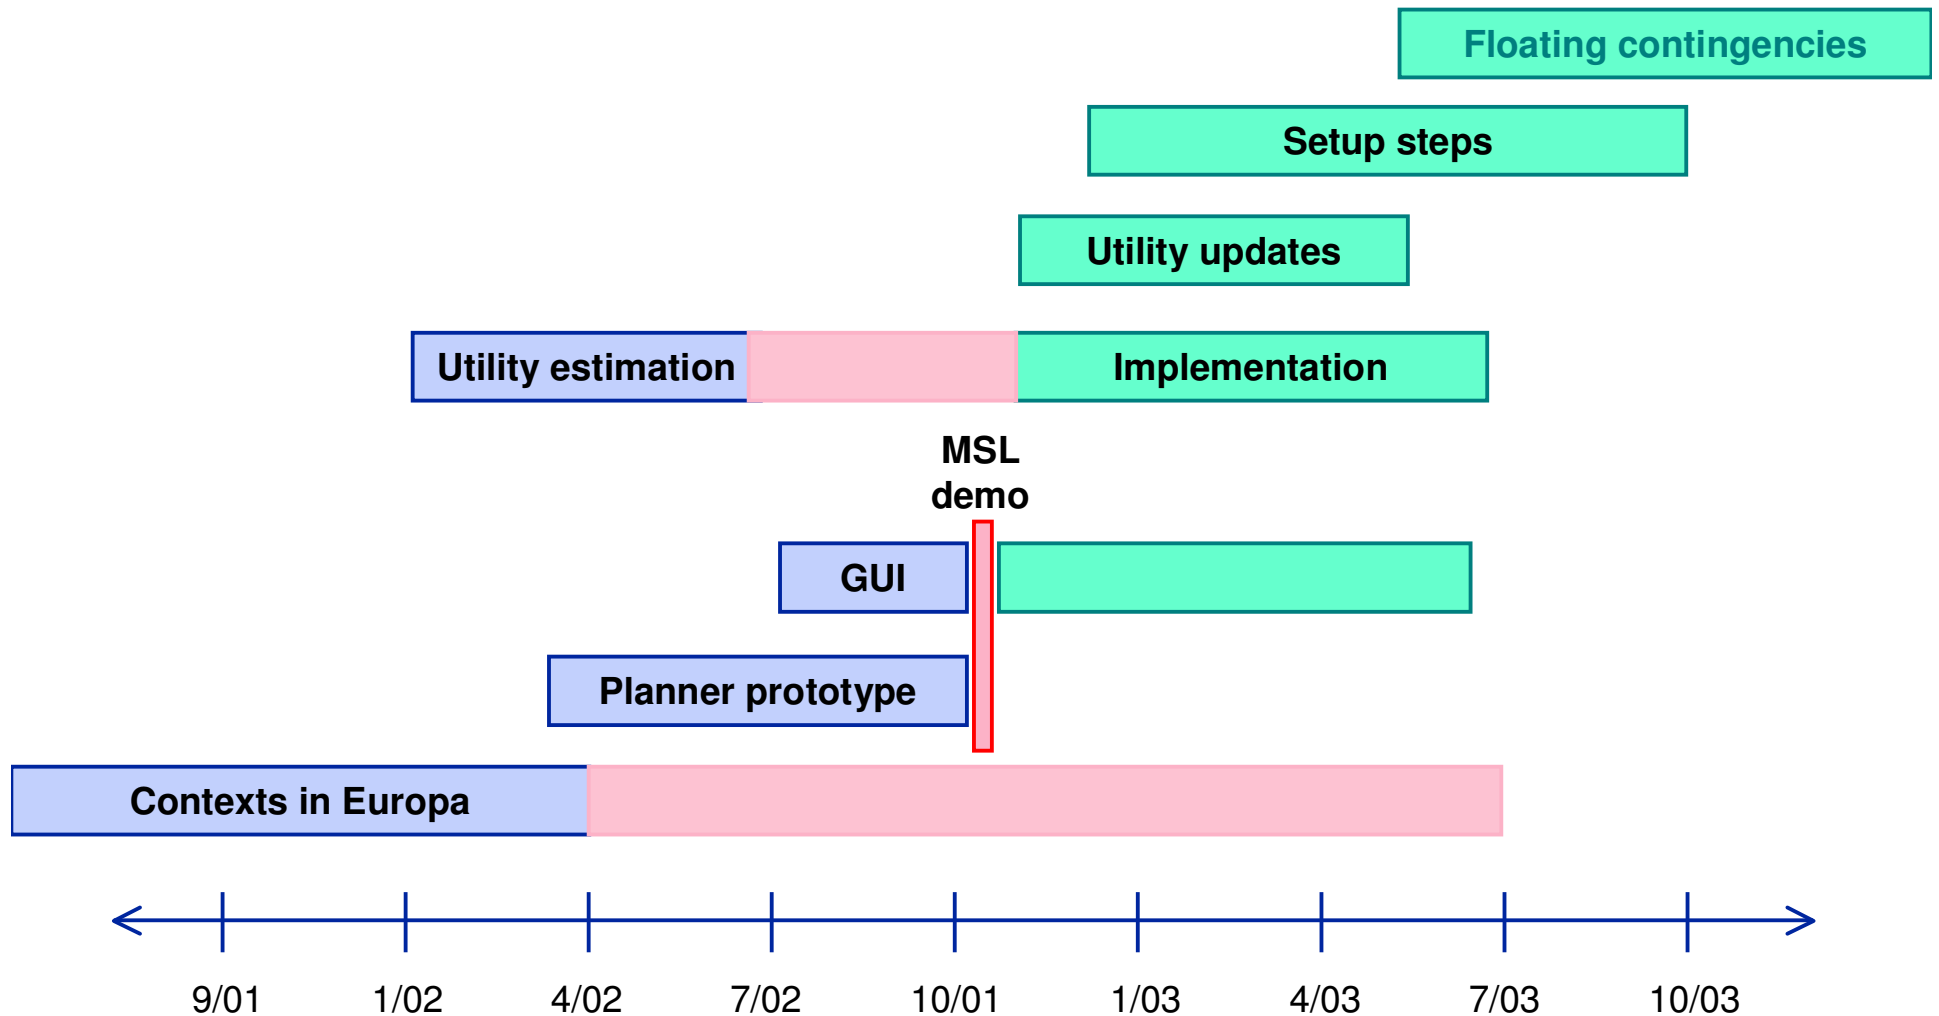 Floating contingencies
Setup steps
Utility updates
Utility estimation
Implementation
MSL
demo
GUI
Planner prototype
Contexts in Europa
9/01
1/02
4/02
7/02
10/01
1/03
4/03
7/03
10/03